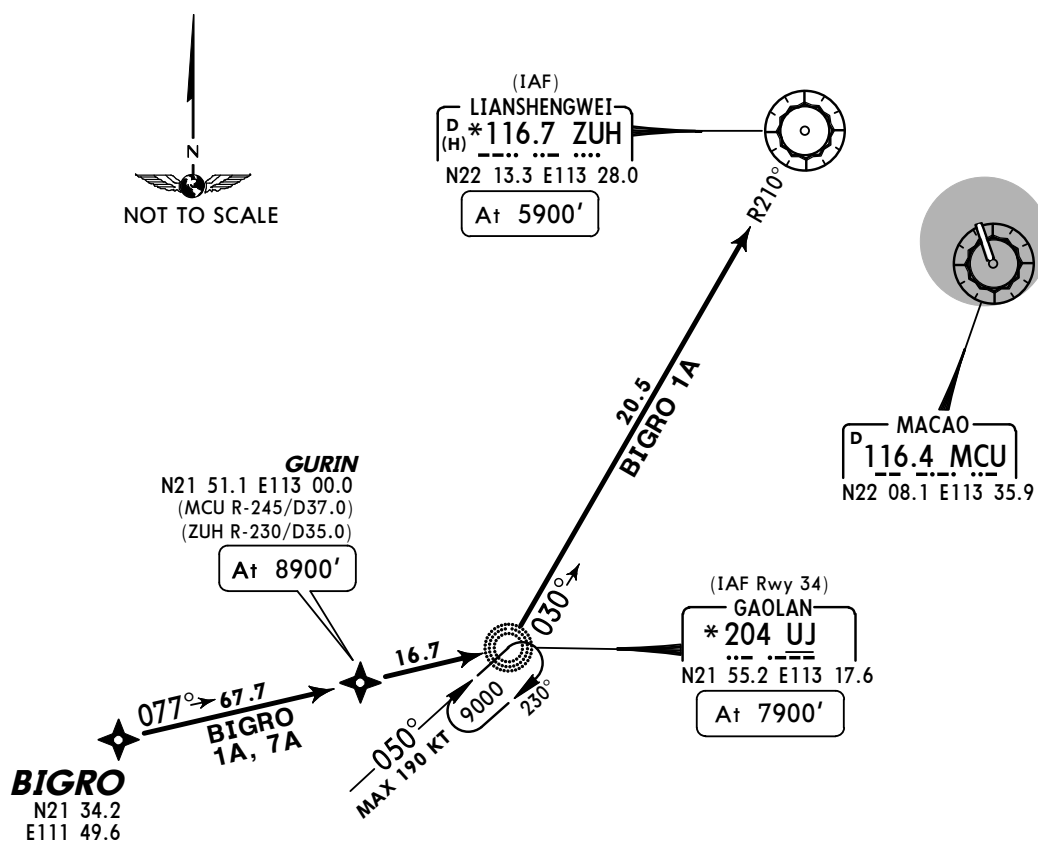 N
NOT TO SCALE
(IAF)
LIANSHENGWEI
D
(H)
*116.7 ZUH
N22 13.3 E113 28.0
At 5900'
R210°
MACAO
D
116.4 MCU
N22 08.1 E113 35.9
20.5
BIGRO 1A
GURIN
N21 51.1 E113 00.0
(MCU R-245/D37.0)
(ZUH R-230/D35.0)
At 8900'
030°
(IAF Rwy 34)
GAOLAN
*204 UJ
N21 55.2 E113 17.6
At 7900'
16.7
077°
67.7
BIGRO
1A, 7A
9000
230°
050°
MAX 190 KT
BIGRO
N21 34.2
E111 49.6